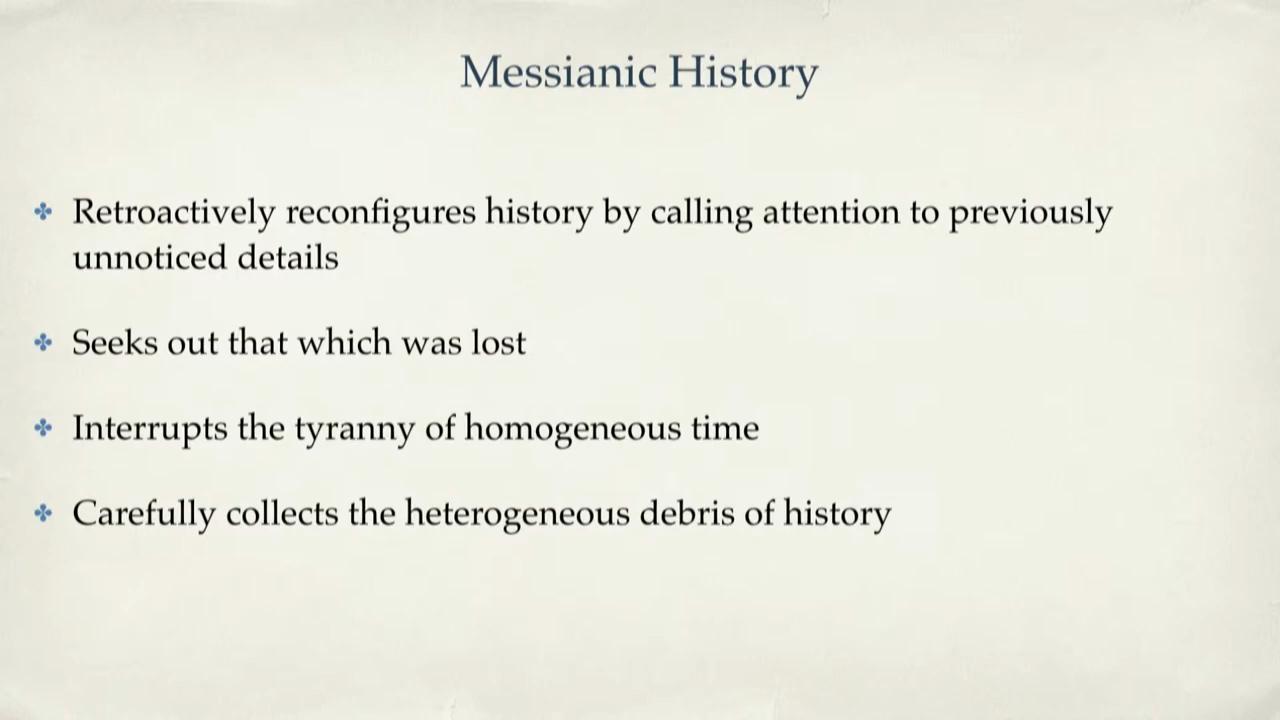 Messianic History
Retroactively reconfigures history by calling attention to previously
unnoticed details
Seeks out that which was lost
Interrupts the tyranny of homogeneous time
Carefully collects the heterogeneous debris of history